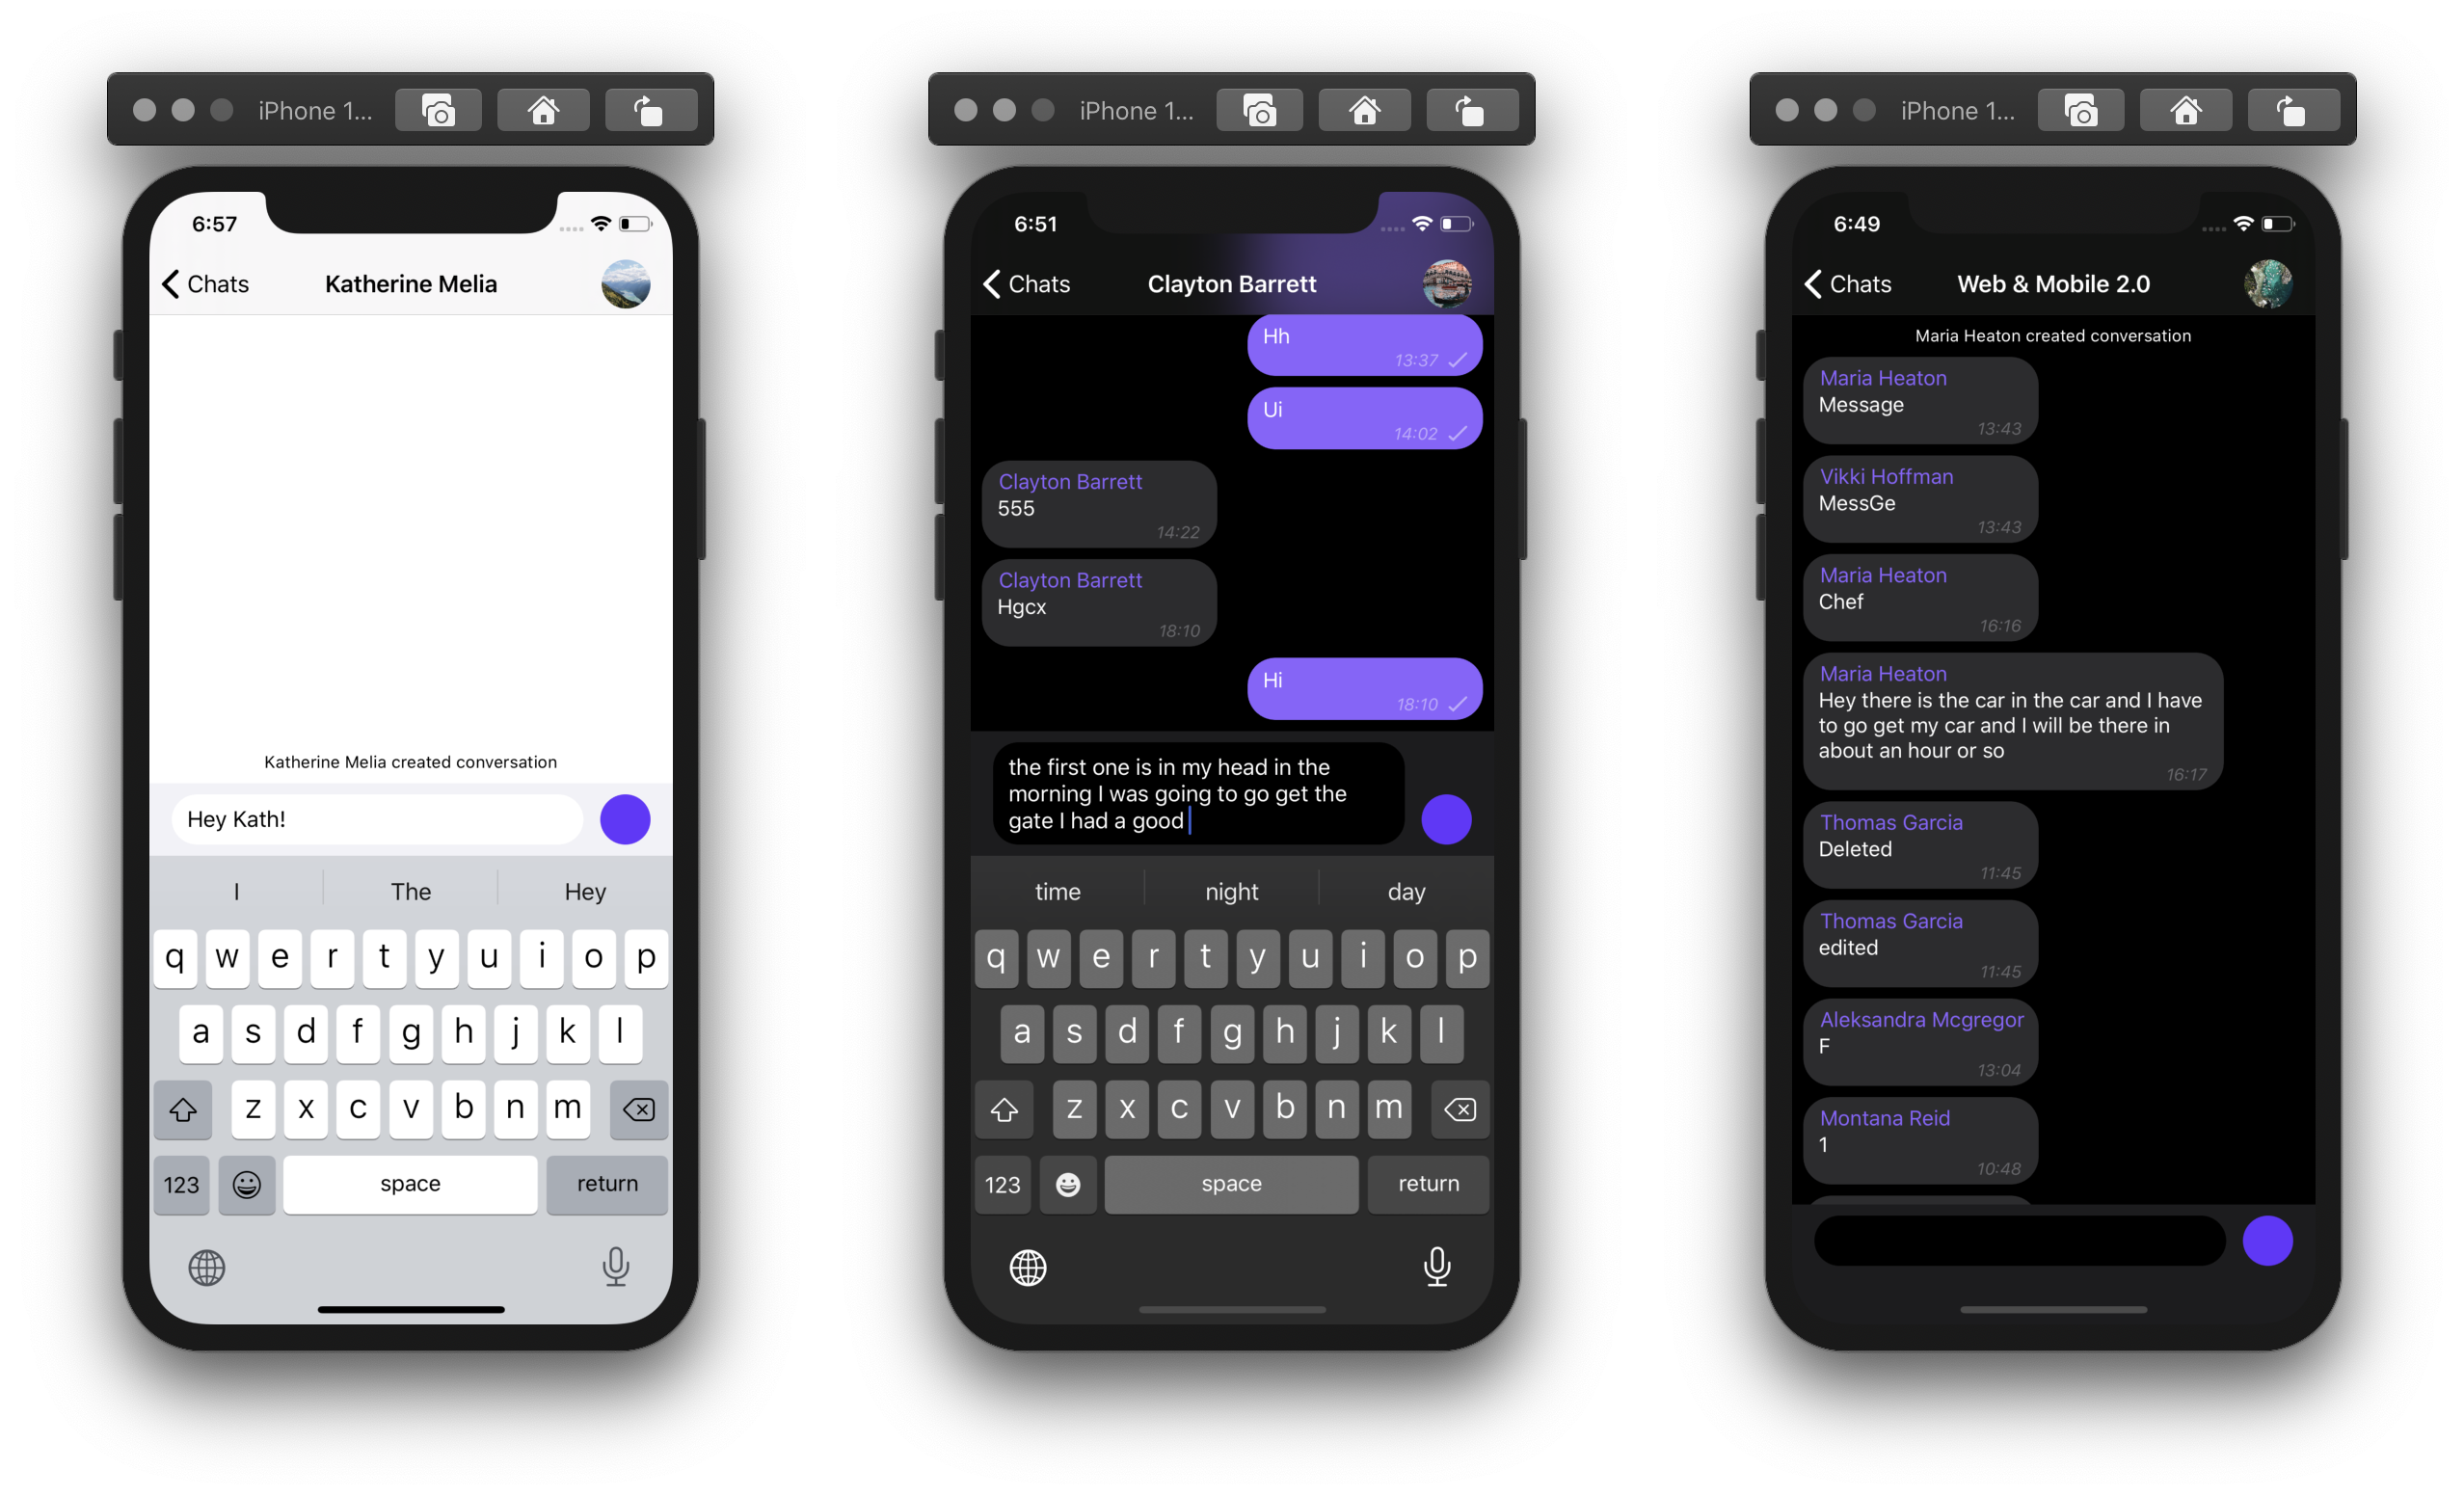 iPhone 1...
6:57
Chats
Katherine Melia
Katherine Melia created conversation
Hey Kath!
I
The
Hey
q w e r t y u i o p
a s d f g h j k l
z x c v b n m
123
space
return
iPhone 1...
6:51
Chats
Clayton Barrett
Hh
13:37
Ui
14:02
Clayton Barrett
555
14:22
Clayton Barrett
Hgcx
18:10
Hi
18:10
the first one is in my head in the
morning I was going to go get the
gate I had a good
time
night
day
q w e r t y u i o p
a s d f g h j k l
z x c v b n m
123
space
return
iPhone 1...
6:49
Chats
Web & Mobile 2.0
Maria Heaton created conversation
Maria Heaton
Message
13:43
Vikki Hoffman
MessGe
13:43
Maria Heaton
Chef
16:16
Maria Heaton
Hey there is the car in the car and I have
to go get my car and I will be there in
about an hour or so
16:17
Thomas Garcia
Deleted
11:45
Thomas Garcia
edited
11:45
Aleksandra Mcgregor
F
13:04
Montana Reid
1
10:48